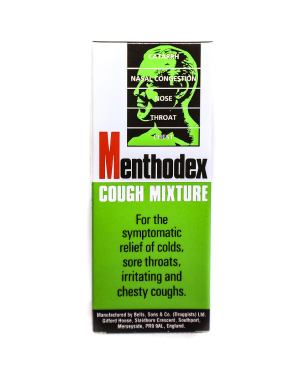 CATARRH
NASAL CONGESTION
NOSE
THROAT
CHEST
Menthodex
COUGH MIXTURE
For the
symptomatic
relief of colds,
sore throats,
irritating and
chesty coughs.
Manufactured by Bells, Sons & Co. (Druggists) Ltd.
Gifford House, Slaidburn Crescent, Southport,
Merseyside, PR9 9AL, England.